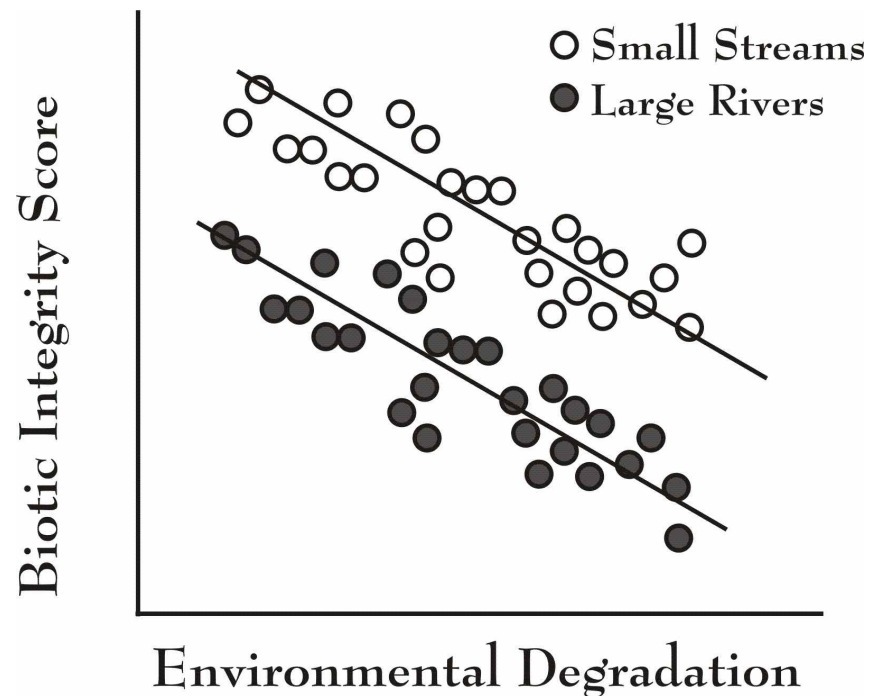 Small Streams
Large Rivers
Biotic Integrity Score
Environmental Degradation